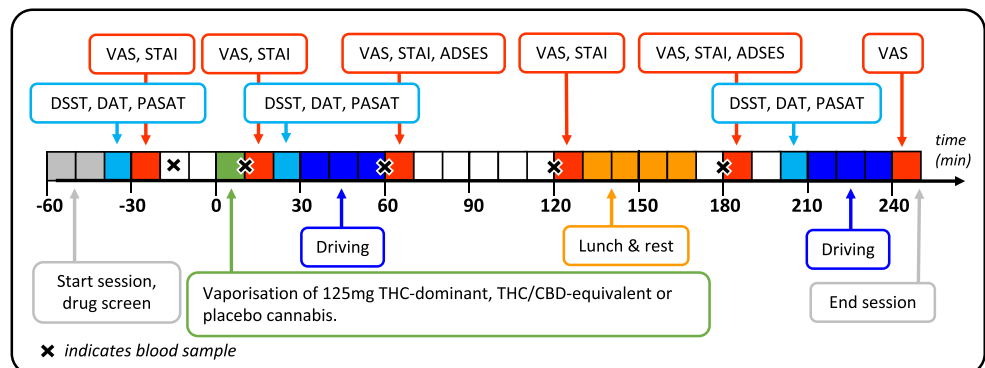 VAS, STAI
VAS, STAI
VAS, STAI, ADSES
VAS, STAI
VAS, STAI, ADSES
VAS
DSST, DAT, PASAT
DSST, DAT, PASAT
DSST, DAT, PASAT
time
(min)
-60
-30
0
30
60
90
120
150
180
210
240
Driving
Lunch & rest
Driving
Start session,
drug screen
Vaporisation of 125mg THC-dominant, THC/CBD-equivalent or
placebo cannabis.
End session
indicates blood sample